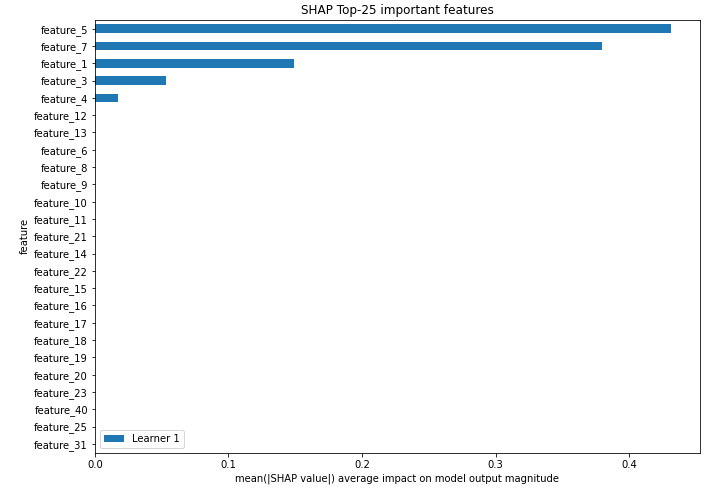 SHAP Top-25 important features
feature_5
feature_7
feature_1
feature_3
feature_4
feature_12
feature_13
feature_6
feature_8
feature_9
feature_10
feature_11
feature_21
feature_14
feature_22
feature_15
feature_16
feature_17
feature_18
feature_19
feature_20
feature_23
feature_40
feature_25
feature_31
feature
Learner 1
0.0 0.1 0.2 0.3 0.4
mean(|SHAP value|) average impact on model output magnitude